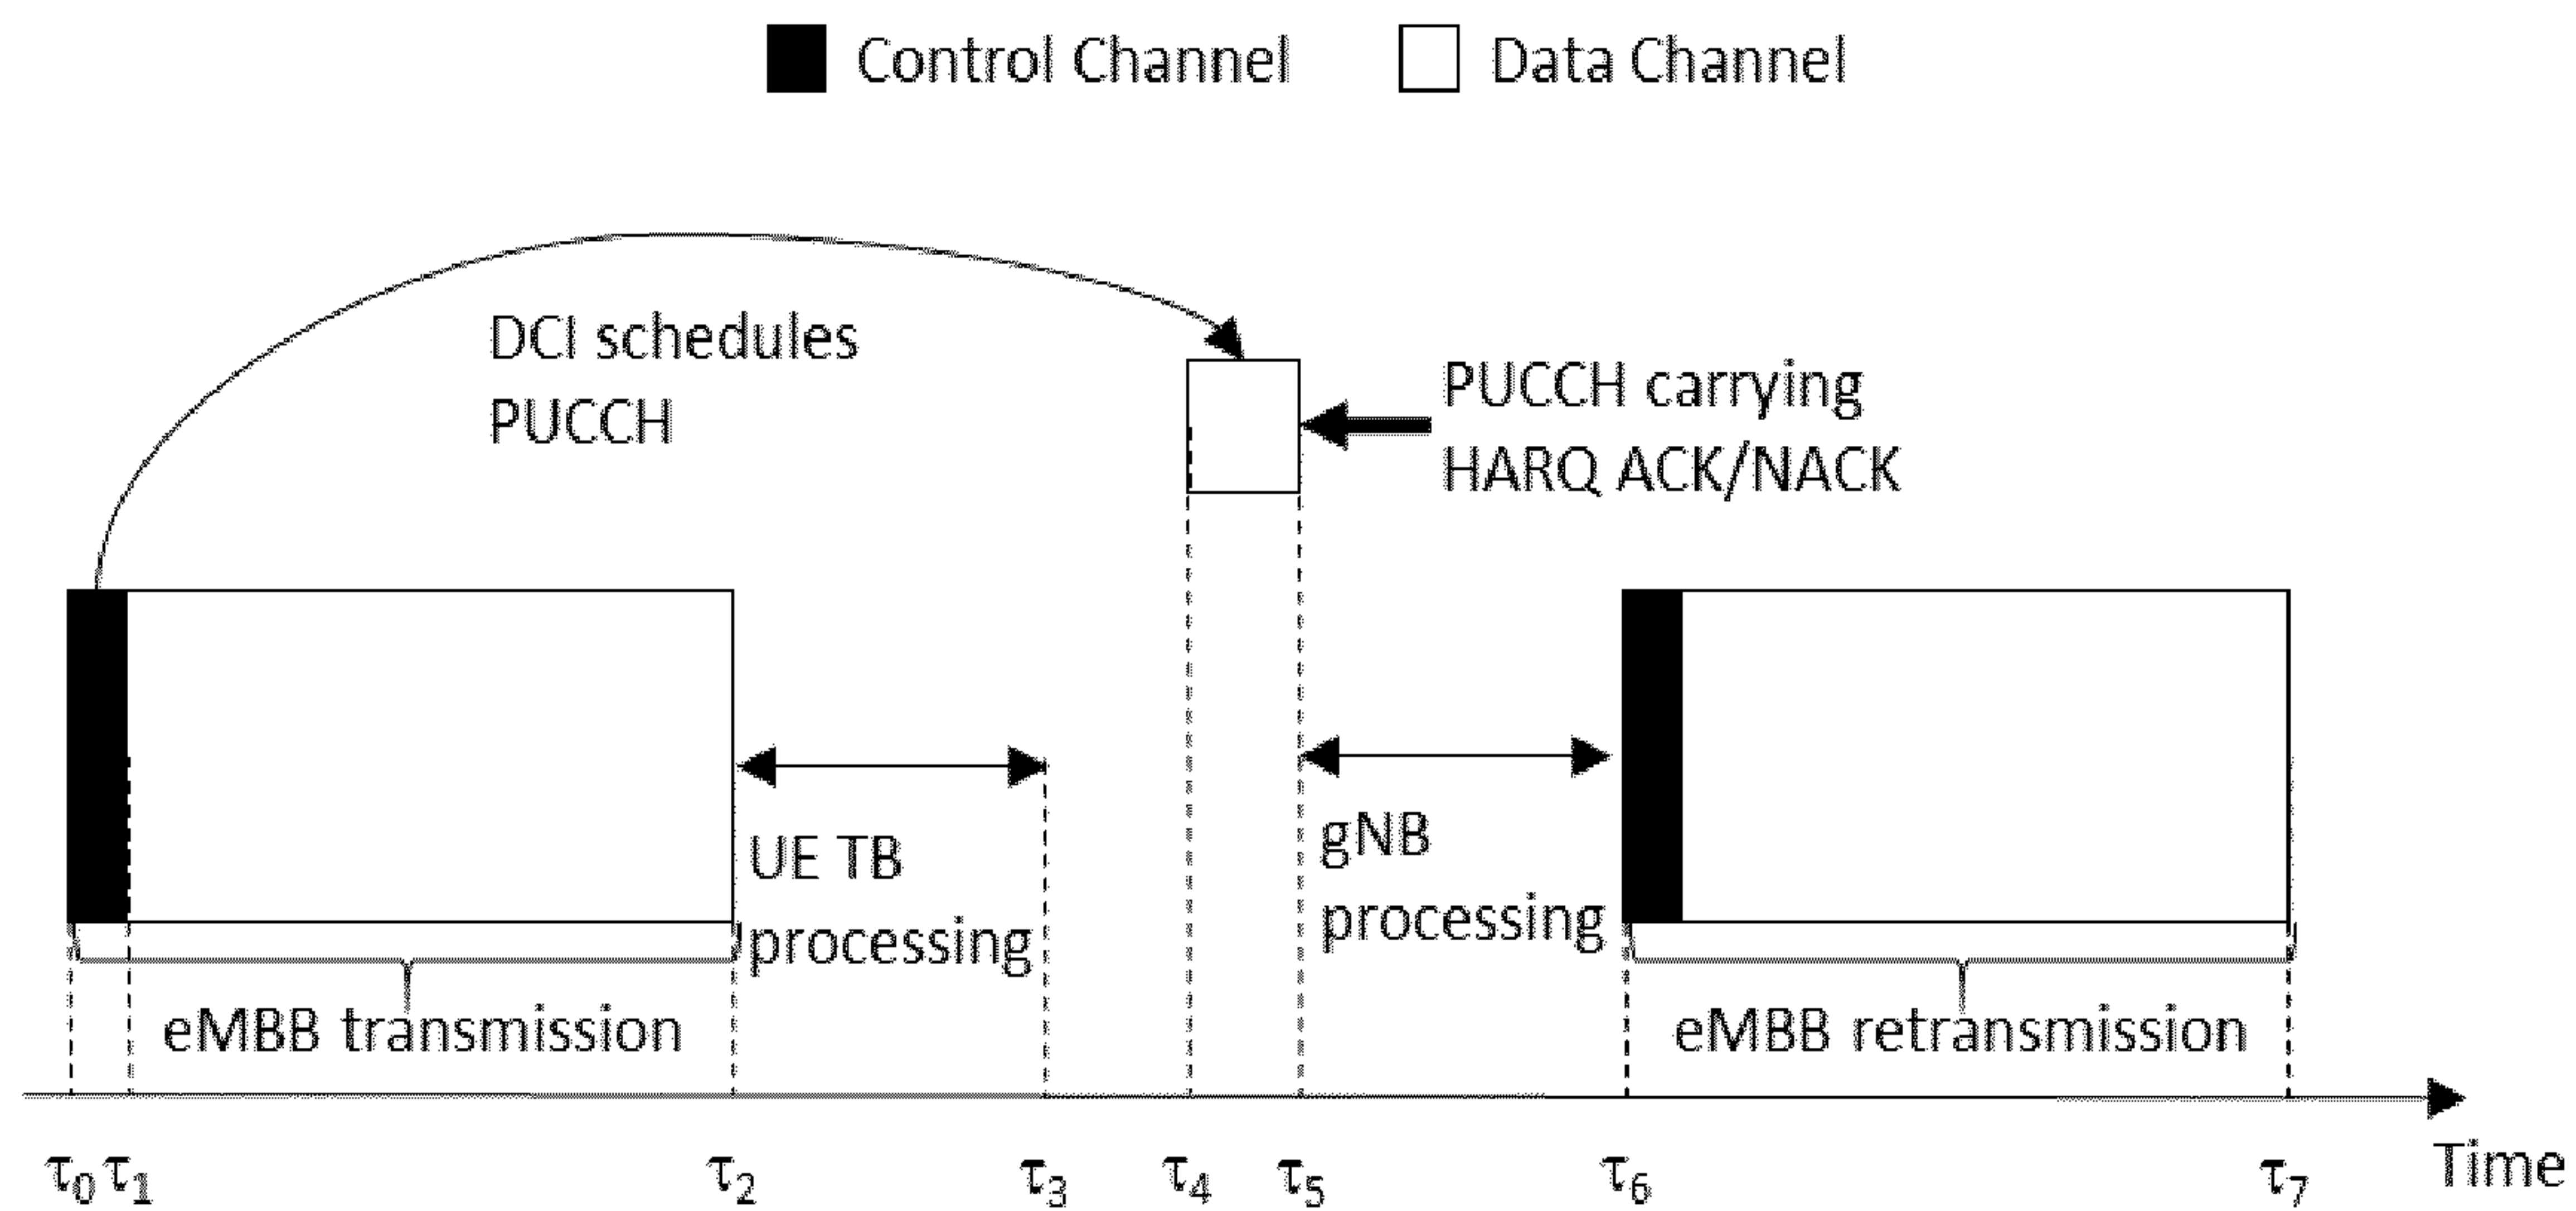 Control Channel
Data Channel
DCI schedules
PUCCH
PUCCH carrying
HARQ ACK/NACK
UE TB
processing
gNB
processing
eMBB transmission
eMBB retransmission
τ0 τ1 τ2 τ3 τ4 τ5 τ6 τ7 Time